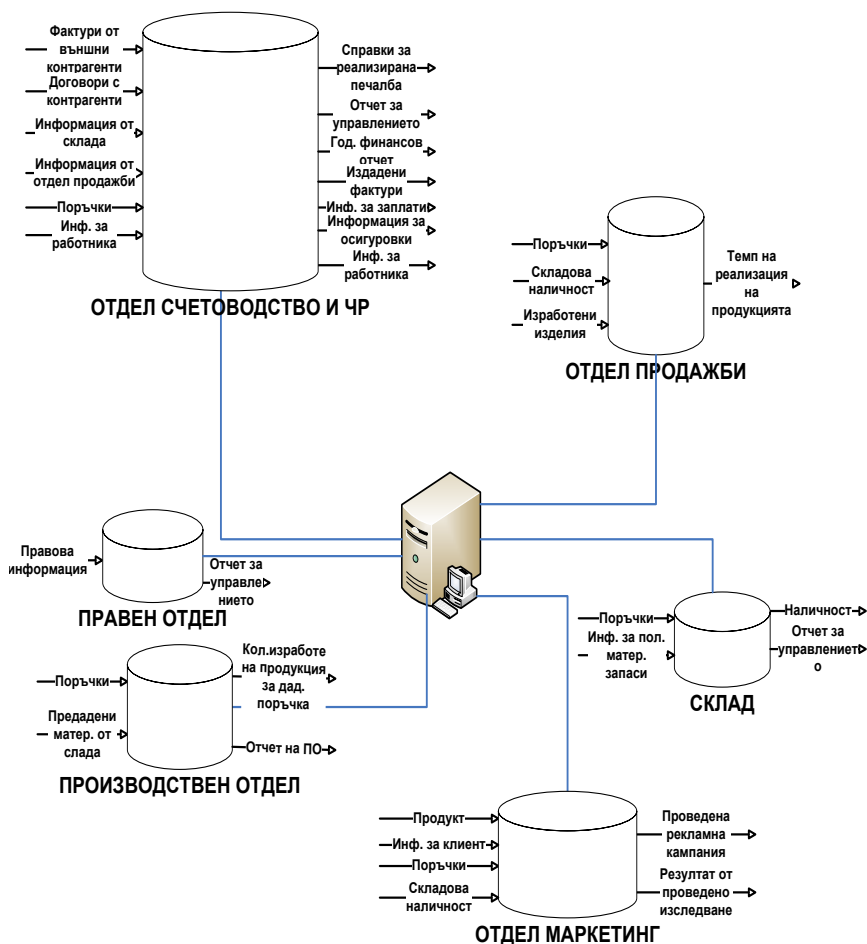 Фактури от
външни
контрагенти
Договори с
контрагенти
Информация от
склада
Информация от
отдел продажби
Поръчки
Инф. за
работника
Справки за
реализирана
печалба
Отчет за
управлението
Год. финансов
отчет
Издадени
фактури
Инф. за заплати
Информация за
осигуровки
Инф. за
работника
ОТДЕЛ СЧЕТОВОДСТВО И ЧР
Поръчки
Складова
наличност
Изработени
изделия
Темп на
реализация
на
продукцията
ОТДЕЛ ПРОДАЖБИ
Правова
информация
Отчет за
управле
нието
ПРАВЕН ОТДЕЛ
Поръчки
Предадени
матер. от
слада
Кол.изработе
на продукция
за дад.
поръчка
Отчет на ПО
ПРОИЗВОДСТВЕН ОТДЕЛ
Поръчки
Инф. за пол.
матер.
запаси
Наличност
Отчет за
управлениет
о
СКЛАД
Продукт
Инф. за клиент
Поръчки
Складова
наличност
Проведена
рекламна
кампания
Резултат от
проведено
изследване
ОТДЕЛ МАРКЕТИНГ